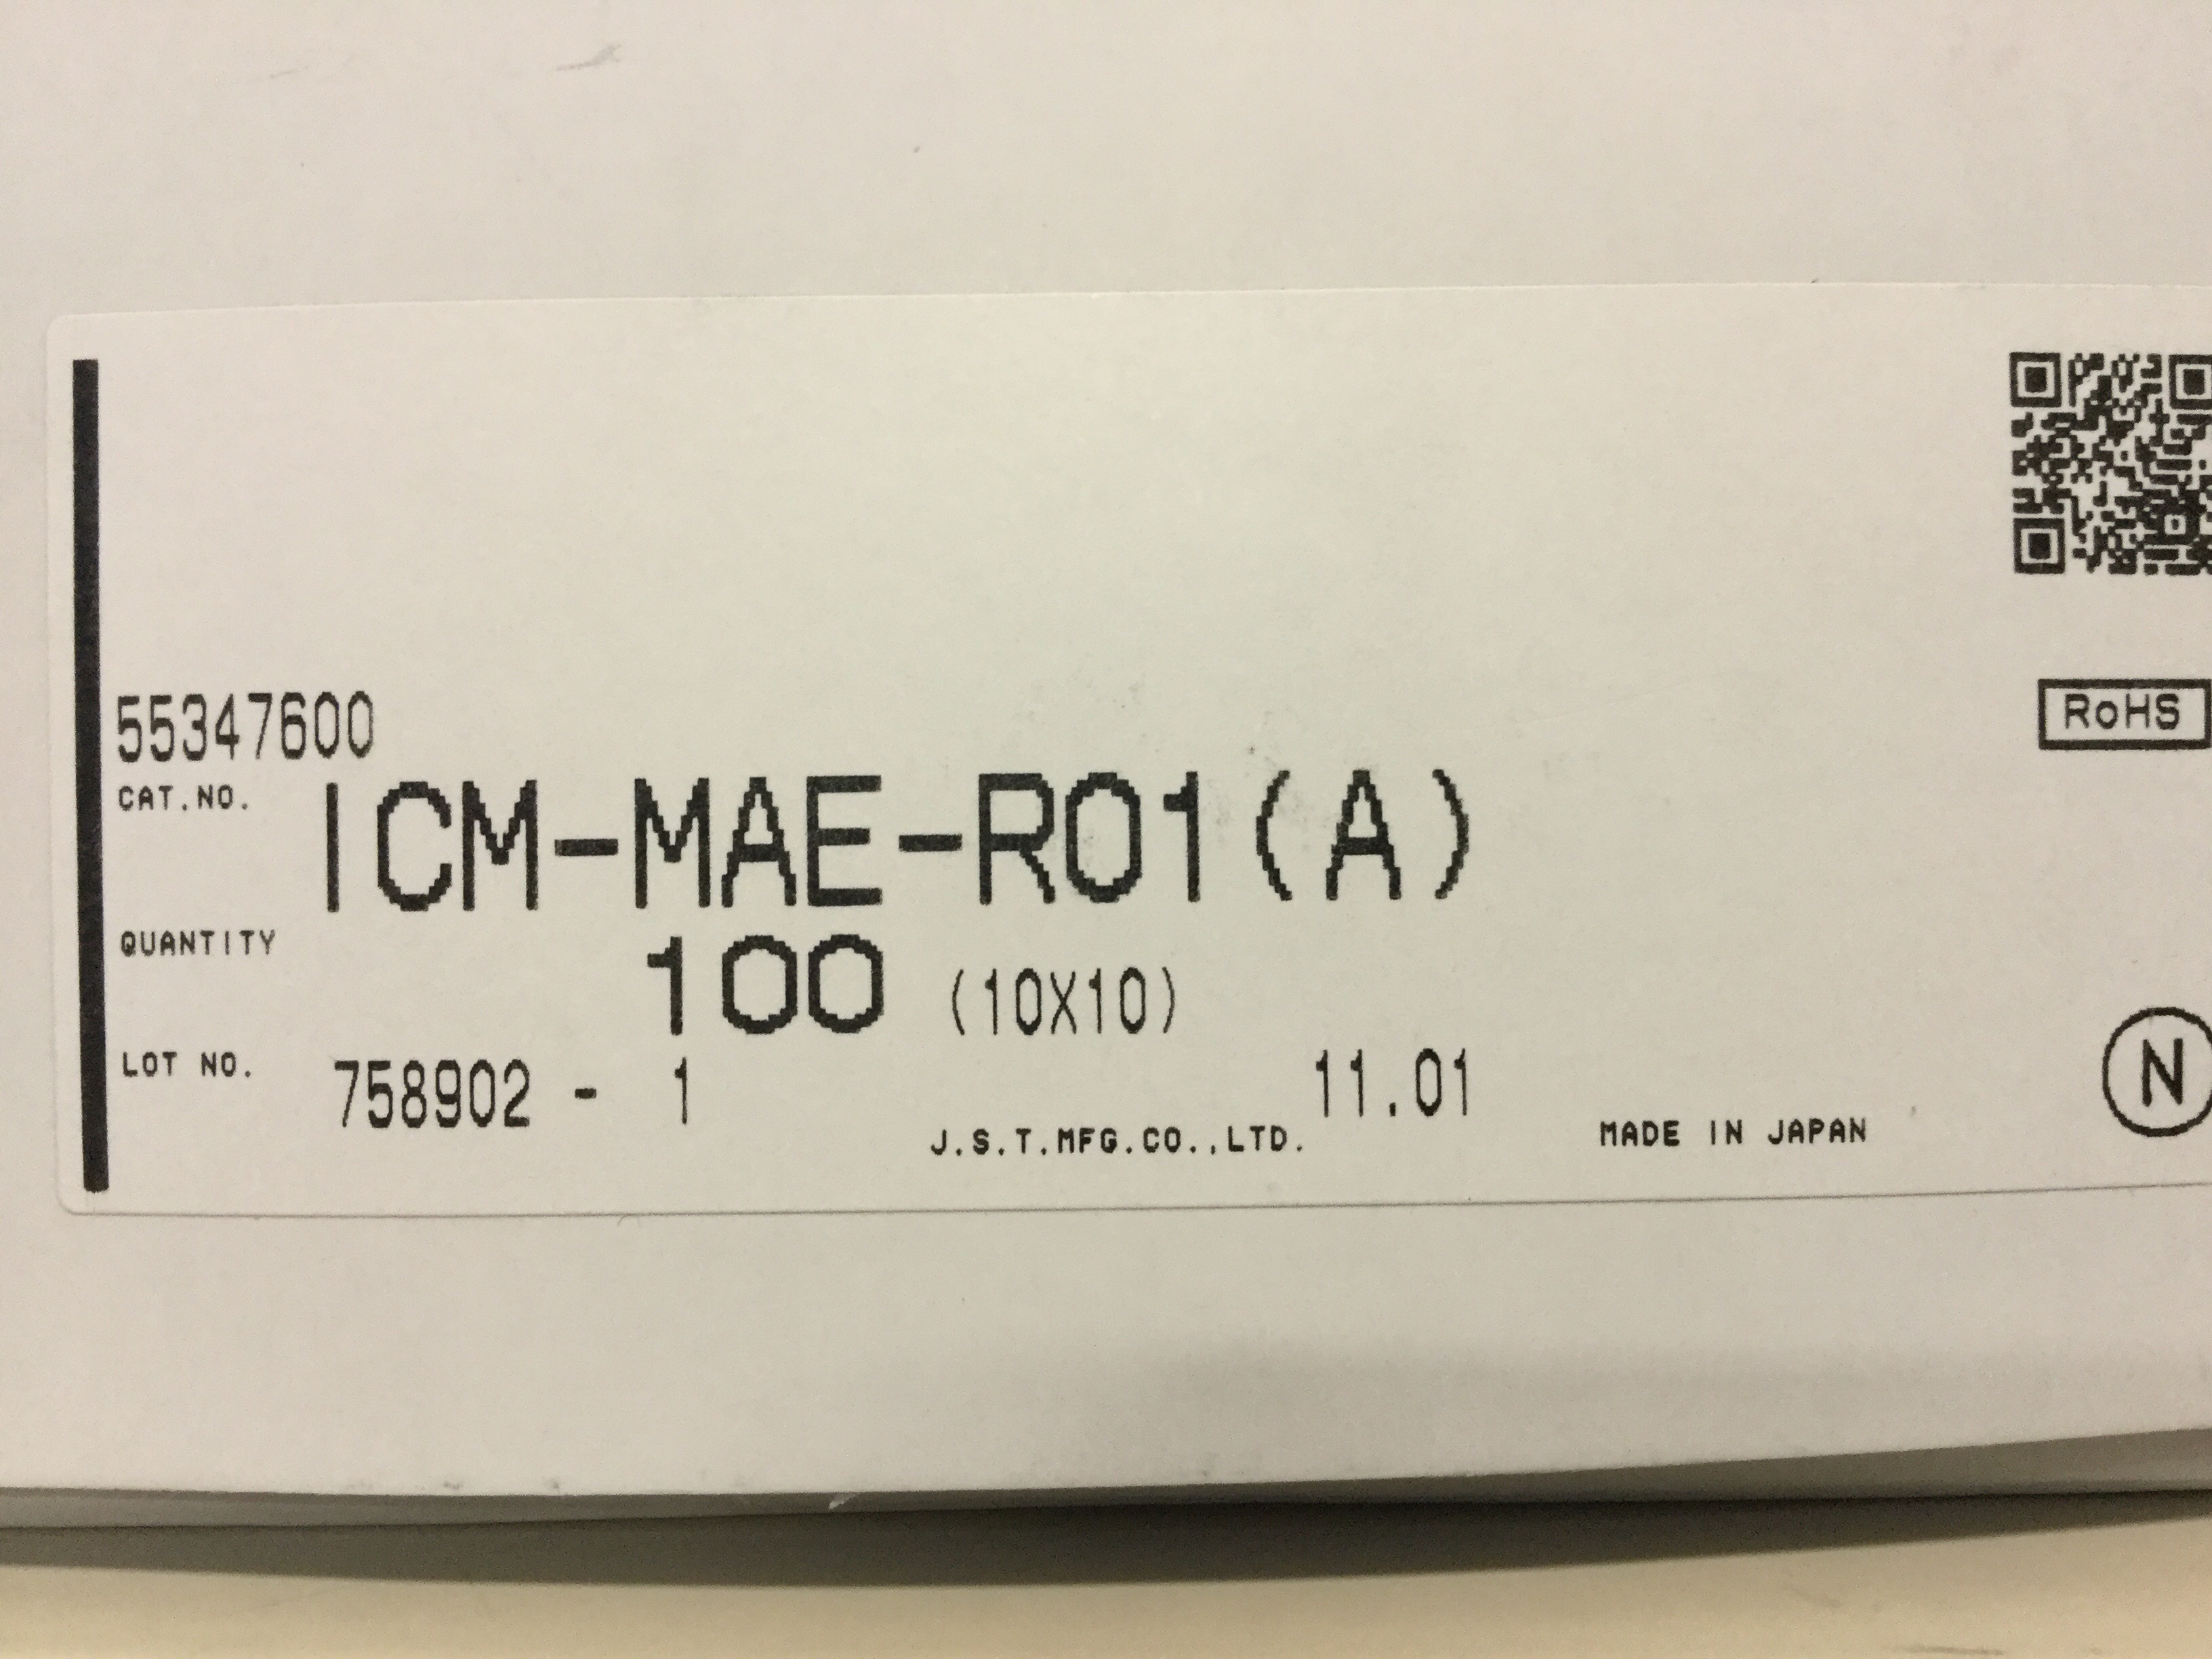 55347600
RoHS
CAT.NO. ICM-MAE-R01(A)
QUANTITY 100 (10X10)
LOT NO. 758902 - 1 11.01
N
J.S.T.MFG.CO.,LTD. MADE IN JAPAN